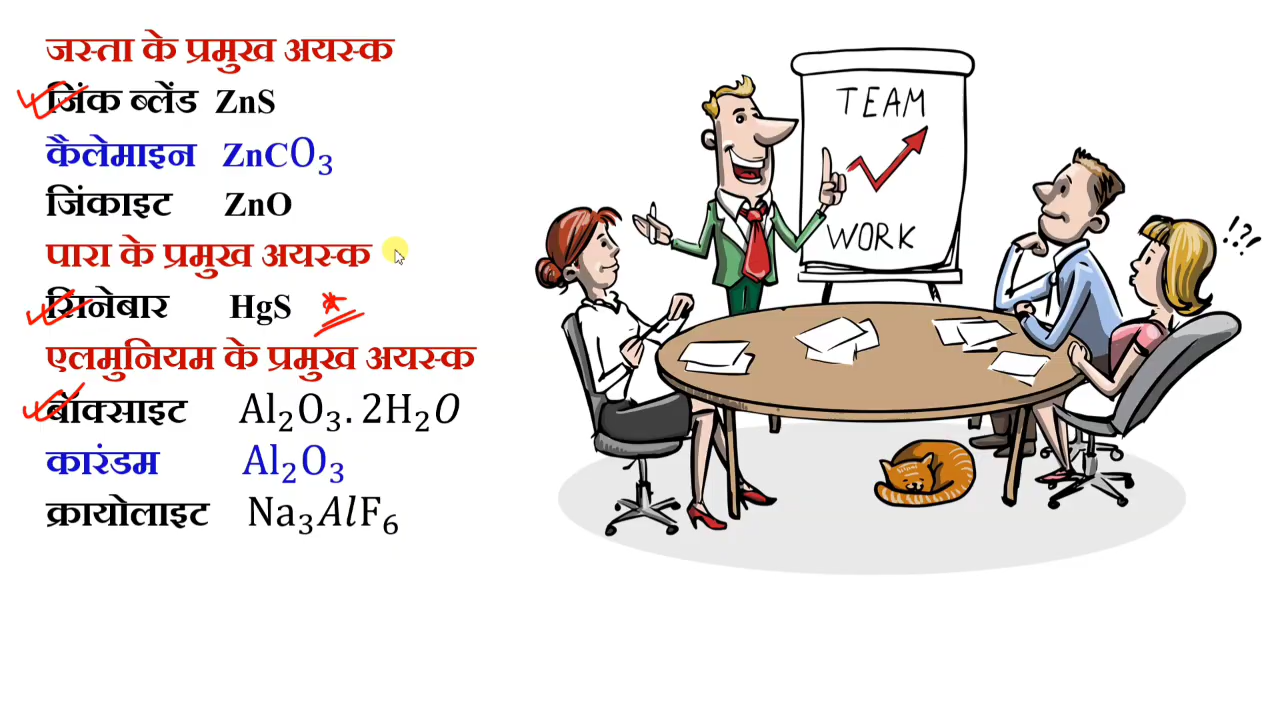 जस्ता के प्रमुख अयस्क
जिंक ब्लेंड ZnS
कैलेमाइन ZnCO₃
जिंकाइट ZnO
पारा के प्रमुख अयस्क
सिनेबार HgS
एलमुनियम के प्रमुख अयस्क
बॉक्साइट Al₂O₃.2H₂O
कारंडम Al₂O₃
क्रायोलाइट Na₃AlF₆
TEAM
WORK
!?!